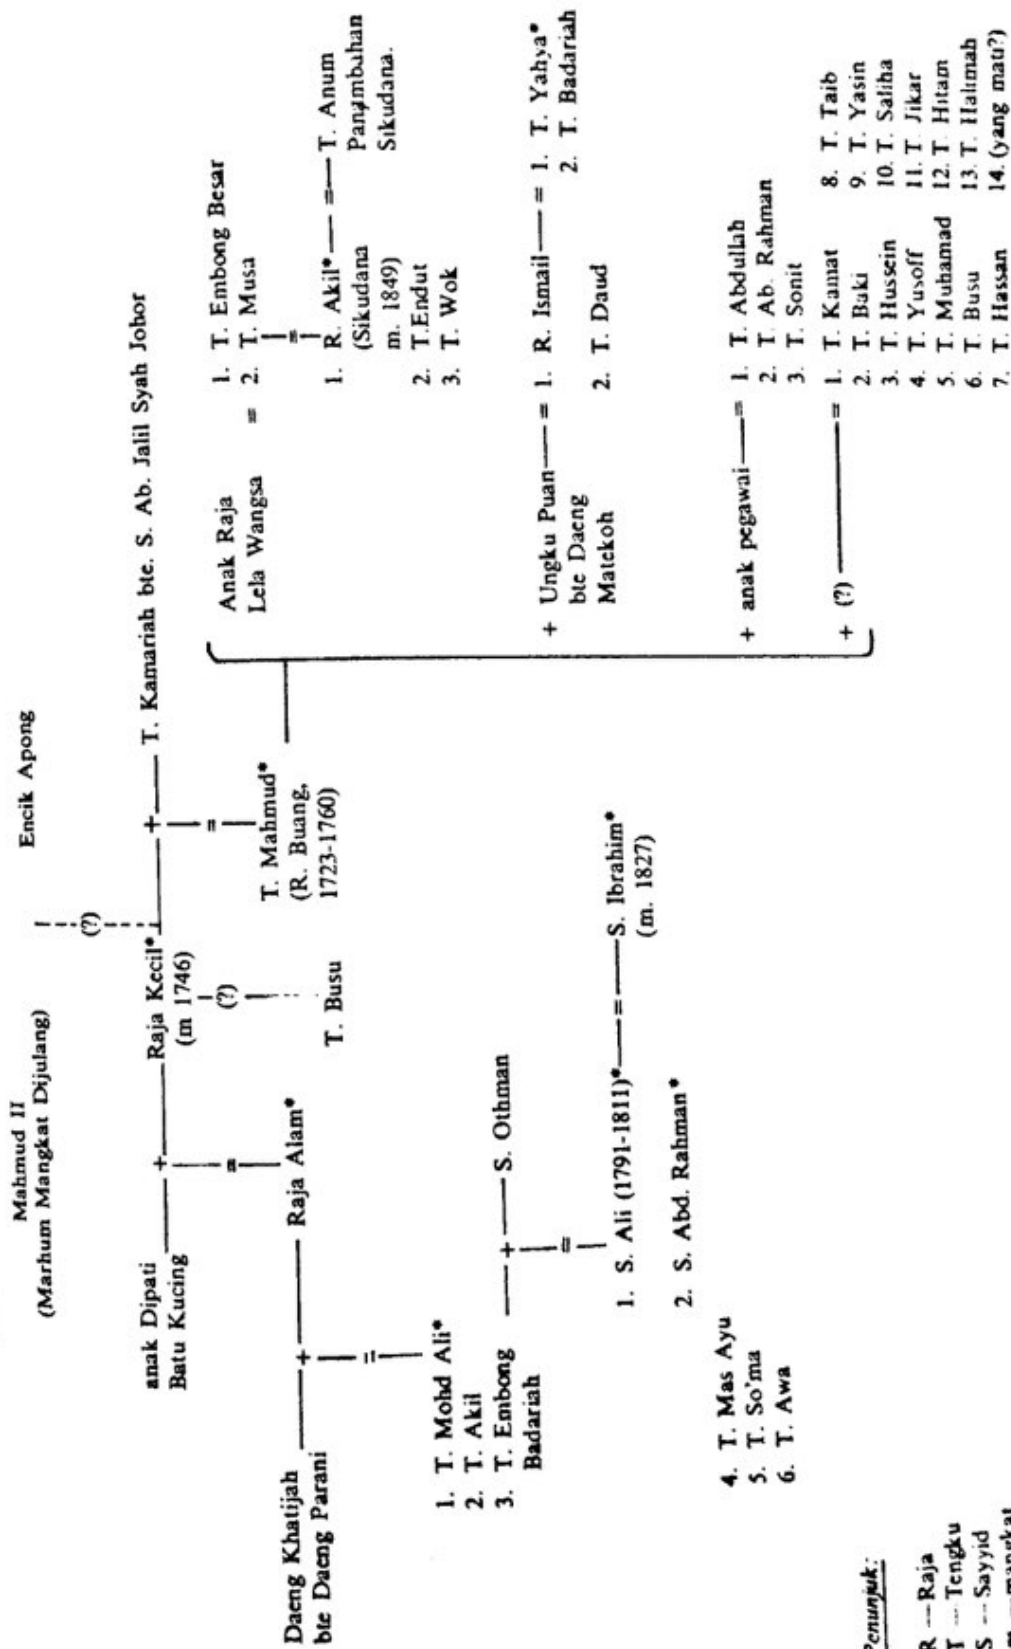 Mahmud II
(Marhum Mangkat Dijulang)
Encik Apong
(?)
anak Dipati
Batu Kucing
+
Raja Kecil*
(m 1746)
+
T. Kamariah bte. S. Ab. Jalil Syah Johor
=
(?)
=
Daeng Khatijah
bte Daeng Parani
+
Raja Alam*
T. Busu
T. Mahmud*
(R. Buang,
1723-1760)
=
1. T. Mohd Ali*
2. T. Akil
3. T. Embong
Badariah
+
S. Othman
=
1. S. Ali (1791-1811)*
=
S. Ibrahim*
(m. 1827)
2. S. Abd. Rahman*
4. T. Mas Ayu
5. T. So'ma
6. T. Awa
Anak Raja
Lela Wangsa
=
1. T. Embong Besar
2. T. Musa
=
1. R. Akil*
(Sikudana
m. 1849)
=
T. Anum
Panambahan
Sikudana.
2. T.Endut
3. T. Wok
+ Ungku Puan
bte Daeng
Matekoh
= 1. R. Ismail
= 1. T. Yahya*
2. T. Badariah
2. T. Daud
+ anak pegawai
= 1. T. Abdullah
2. T. Ab. Rahman
3. T. Sonit
+ (?)
= 1. T. Kamat
2. T. Baki
3. T. Hussein
4. T. Yusoff
5. T. Muhamad
6. T. Busu
7. T. Hassan
8. T. Taib
9. T. Yasin
10. T. Saliha
11. T. Jikar
12. T. Hitam
13. T. Halimah
14. (yang mati?)
Penunjuk:
R — Raja
T — Tengku
S — Sayyid